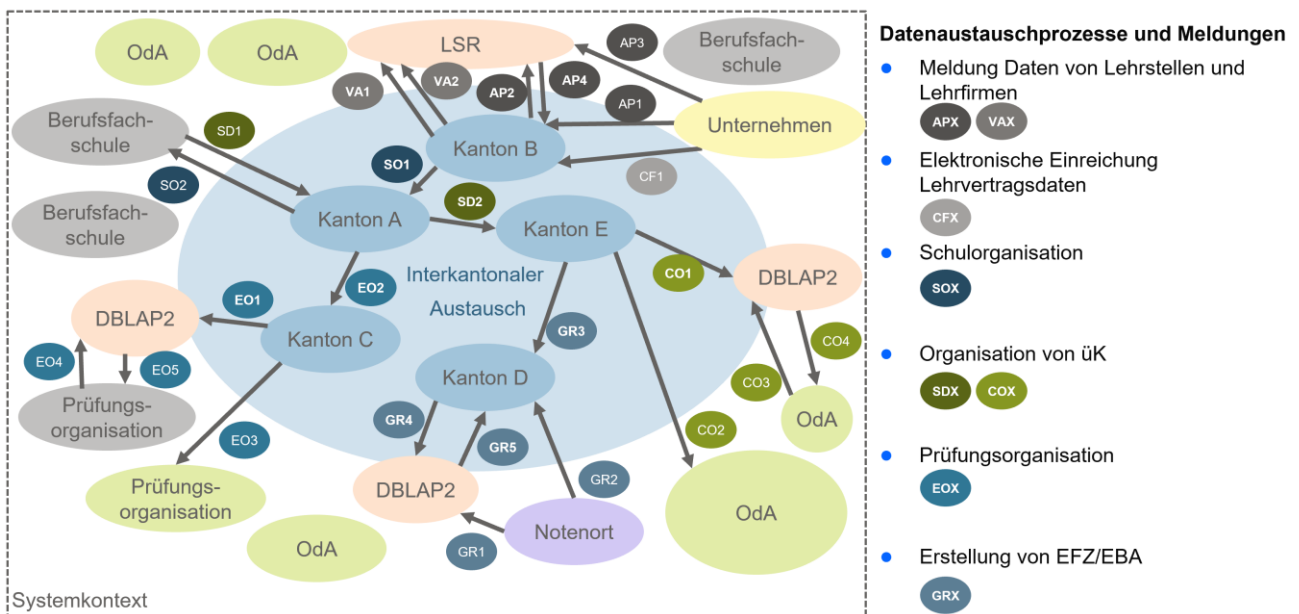 OdA
OdA
LSR
AP3
Berufsfach-
schule
VA1
VA2
AP2
AP4
AP1
Unternehmen
Berufsfach-
schule
SD1
Kanton B
SO1
CF1
SO2
Kanton A
SD2
Kanton E
Berufsfach-
schule
Interkantonaler
Austausch
CO1
DBLAP2
EO1
EO2
DBLAP2
Kanton C
GR3
CO4
EO4
EO5
Kanton D
CO3
OdA
Prüfungs-
organisation
GR4
GR5
CO2
EO3
Prüfungs-
organisation
DBLAP2
GR2
OdA
OdA
GR1
Notenort
Systemkontext
Datenaustauschprozesse und Meldungen
Meldung Daten von Lehrstellen und
Lehrfirmen
APX
VAX
Elektronische Einreichung
Lehrvertragsdaten
CFX
Schulorganisation
SOX
Organisation von üK
SDX
COX
Prüfungsorganisation
EOX
Erstellung von EFZ/EBA
GRX